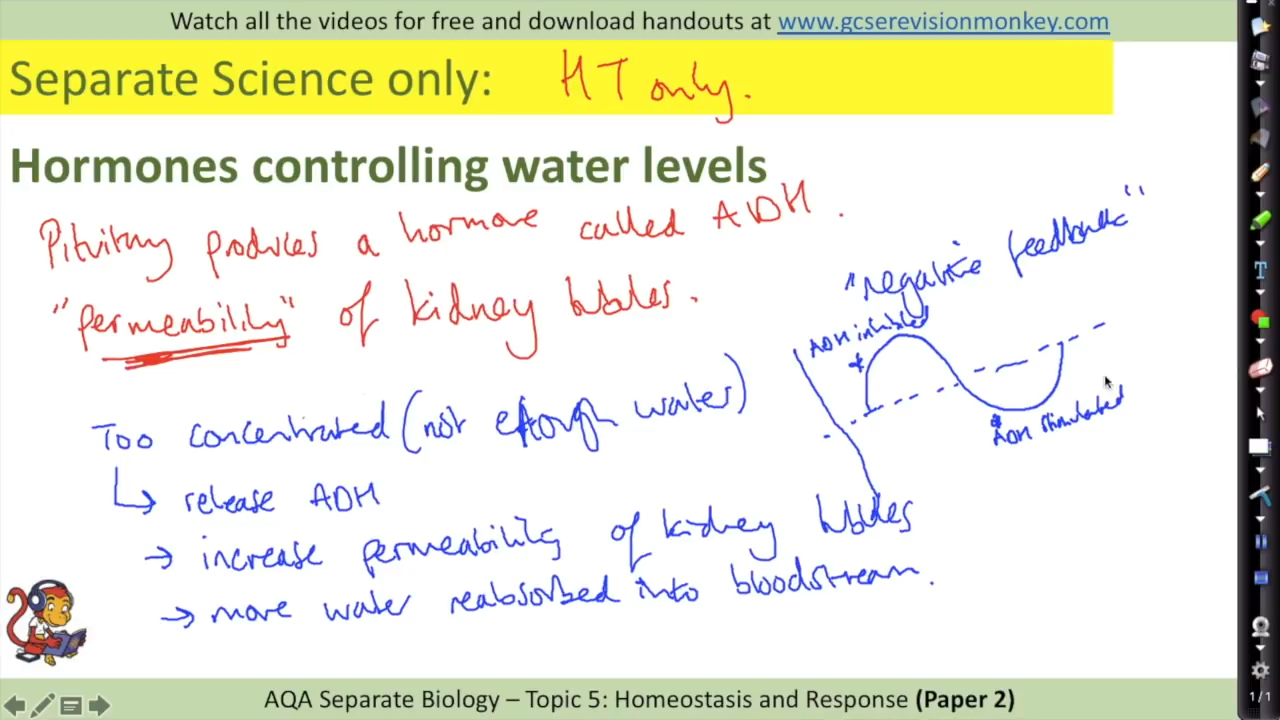 Watch all the videos for free and download handouts at www.gcserevisionmonkey.com
Separate Science only: HT only.
Hormones controlling water levels
Pituitary produces a hormone called ADH.
"permeability" of kidney tubules.
"negative feedback"
ADH inhibited
ADH stimulated
Too concentrated (not enough water)
↳ release ADH
→ increase permeability of kidney tubules
→ more water reabsorbed into bloodstream.
AQA Separate Biology – Topic 5: Homeostasis and Response (Paper 2)
1/1